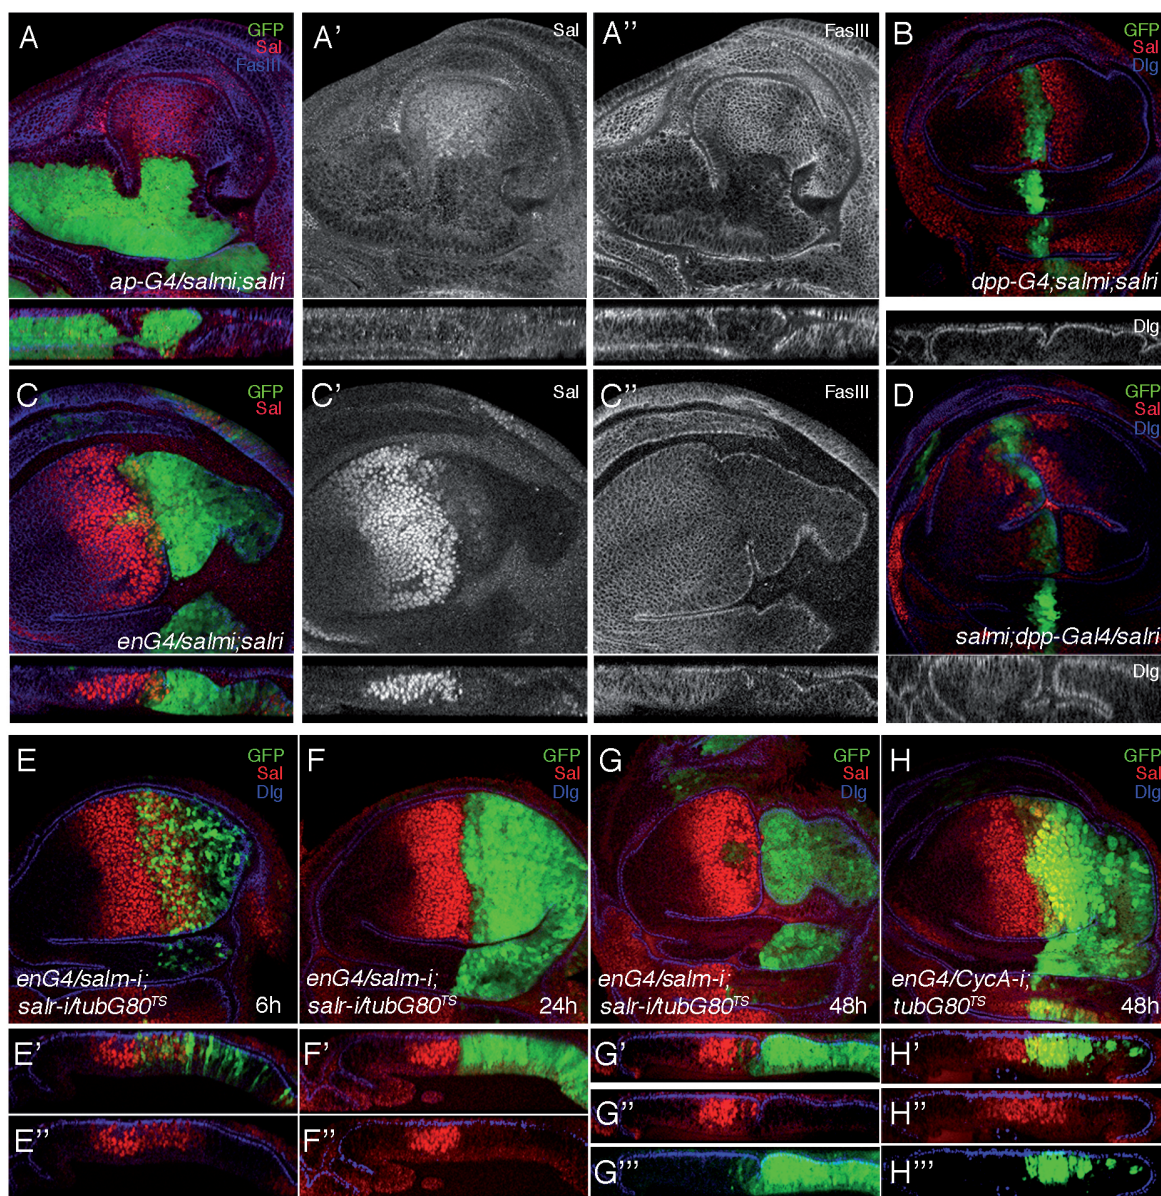 A
GFP
Sal
FasIII
ap-G4/salmi;salri
A'
Sal
A''
FasIII
B
GFP
Sal
Dlg
dpp-G4;salmi;salri
Dlg
C
GFP
Sal
enG4/salmi;salri
C'
Sal
C''
FasIII
D
GFP
Sal
Dlg
salmi;dpp-Gal4/salri
Dlg
E
GFP
Sal
Dlg
enG4/salm-i;
salr-i/tubG80TS
6h
F
GFP
Sal
Dlg
enG4/salm-i;
salr-i/tubG80TS
24h
G
GFP
Sal
Dlg
enG4/salm-i;
salr-i/tubG80TS
48h
H
GFP
Sal
Dlg
enG4/CycA-i;
tubG80TS
48h
E'
F'
G'
H'
E''
F''
G''
H''
G'''
H'''